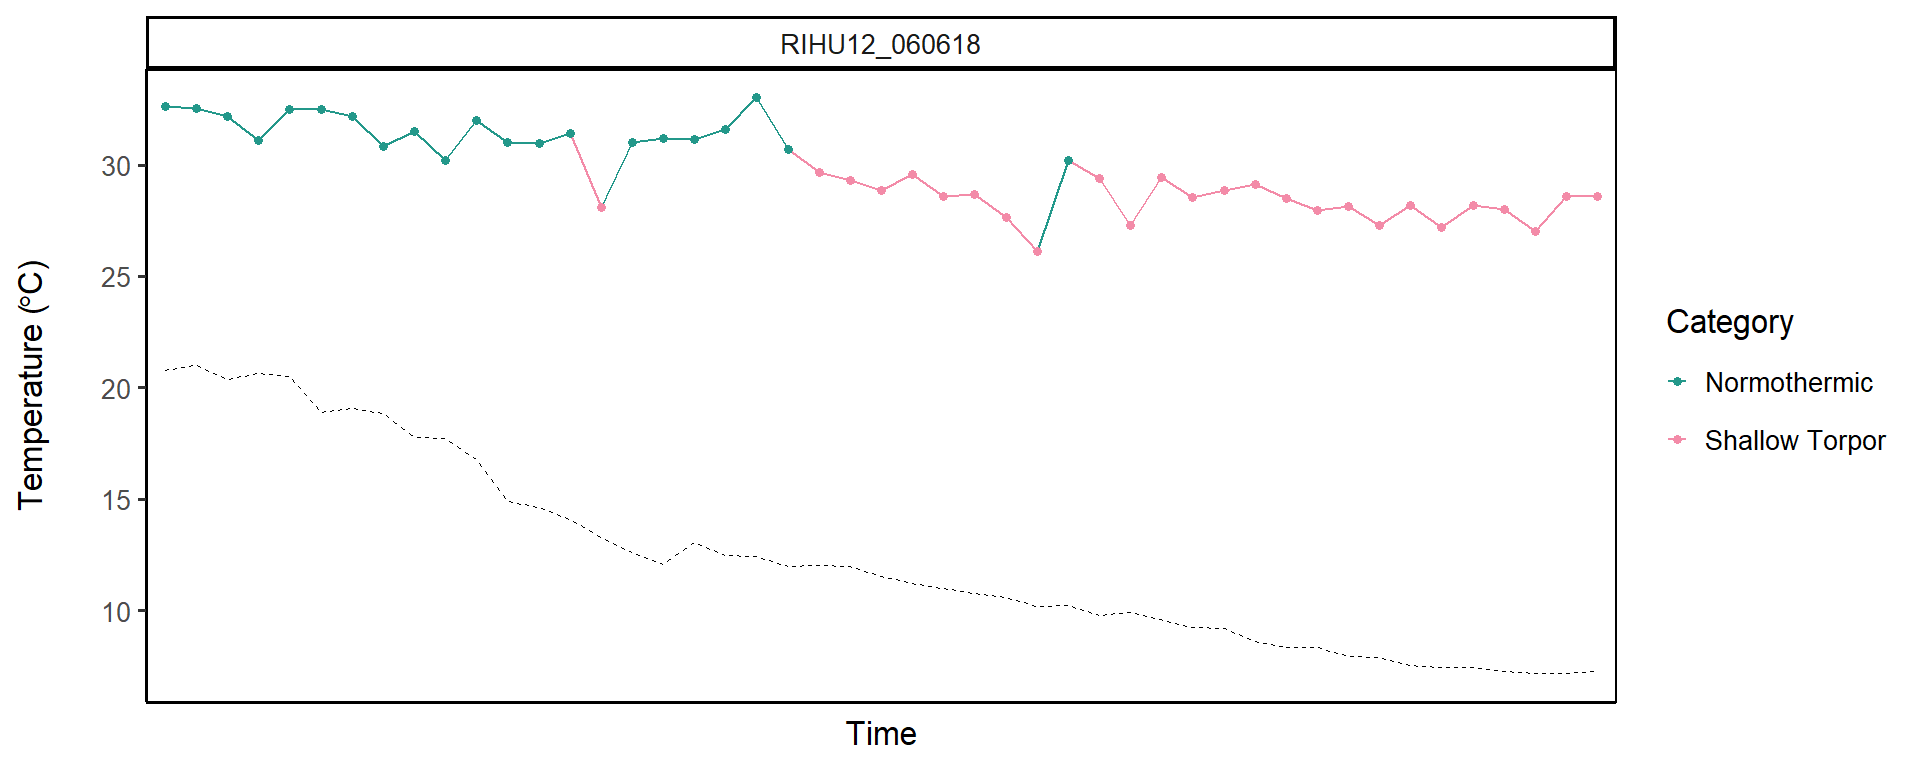 RIHU12_060618
30
25
20
15
10
Temperature (°C)
Time
Category
Normothermic
Shallow Torpor